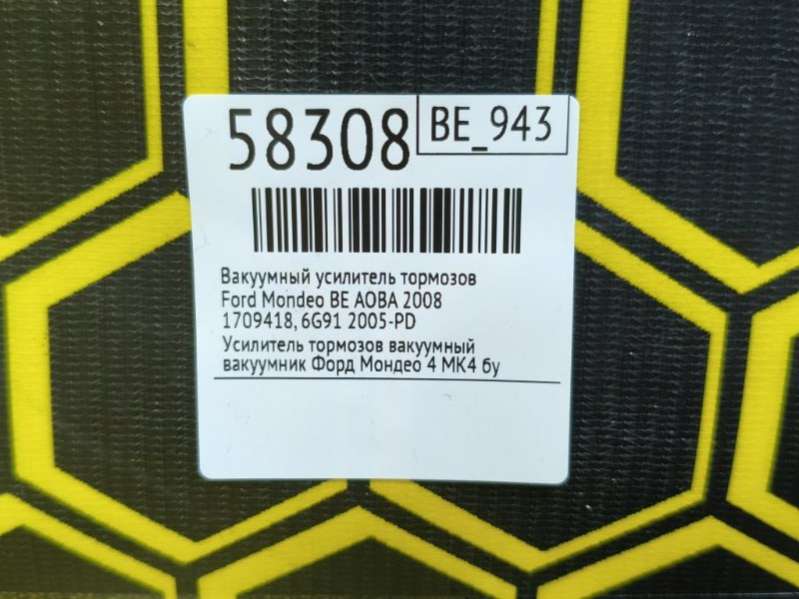 58308
BE_943
Вакуумный усилитель тормозов
Ford Mondeo BE AOBA 2008
1709418, 6G91 2005-PD
Усилитель тормозов вакуумный
вакуумник Форд Мондео 4 МК4 бу